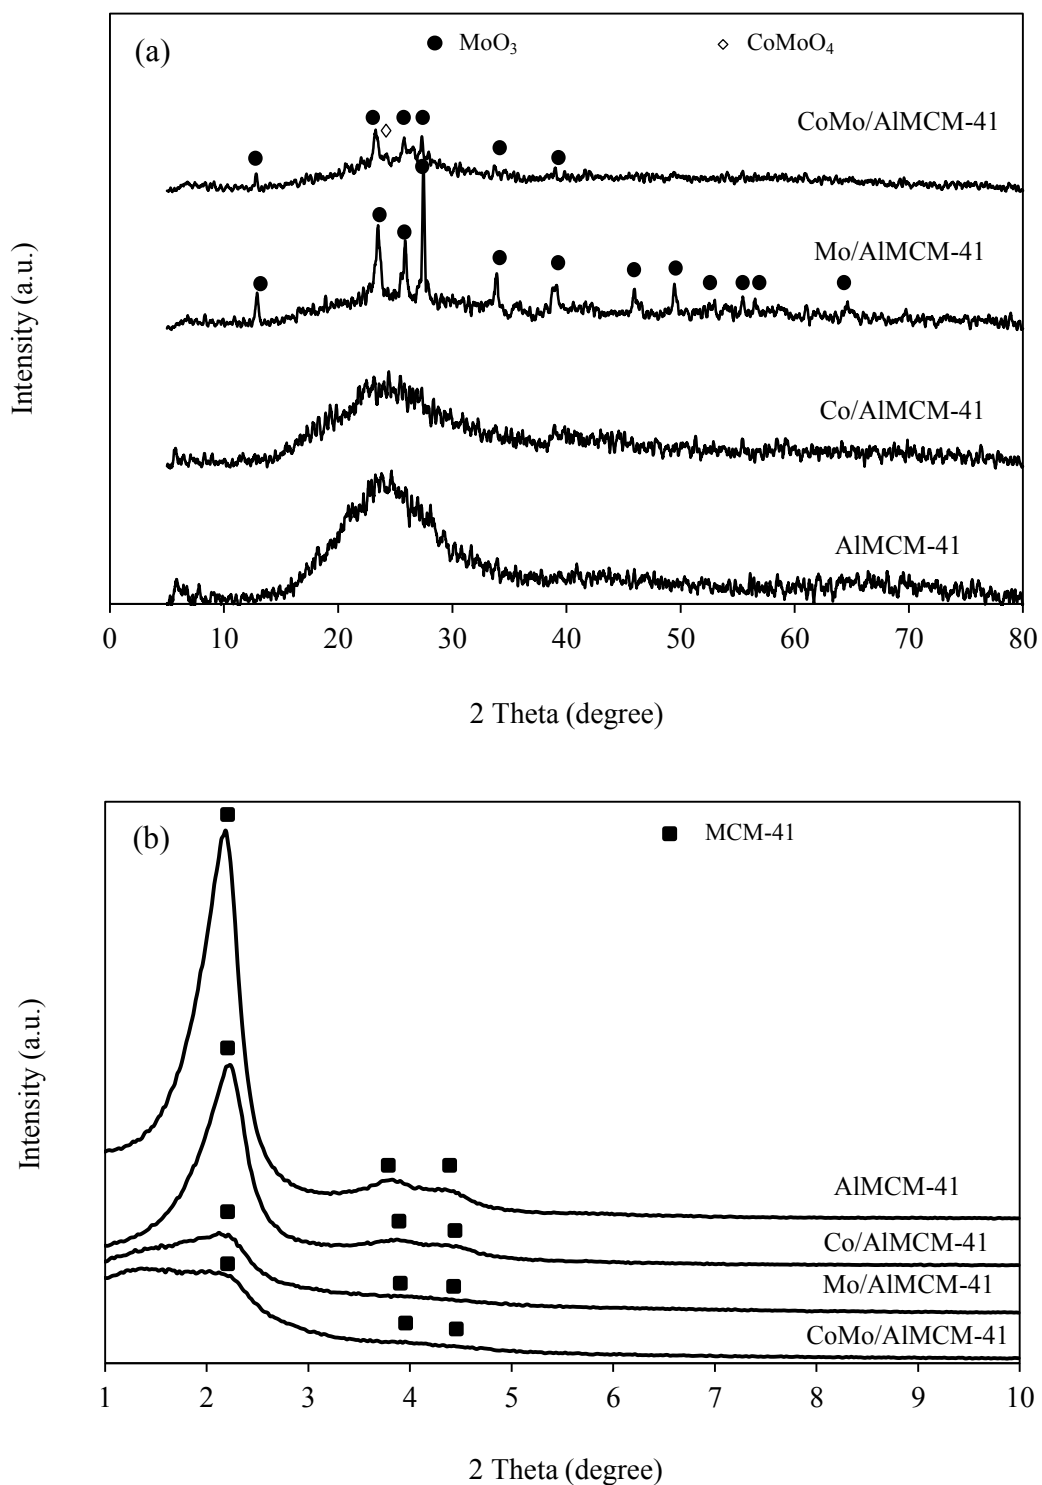 (a) MoO₃ CoMoO₄
CoMo/AlMCM-41
Mo/AlMCM-41
Co/AlMCM-41
AlMCM-41
Intensity (a.u.)
0 10 20 30 40 50 60 70 80
2 Theta (degree)
(b) MCM-41
AlMCM-41
Co/AlMCM-41
Mo/AlMCM-41
CoMo/AlMCM-41
Intensity (a.u.)
1 2 3 4 5 6 7 8 9 10
2 Theta (degree)